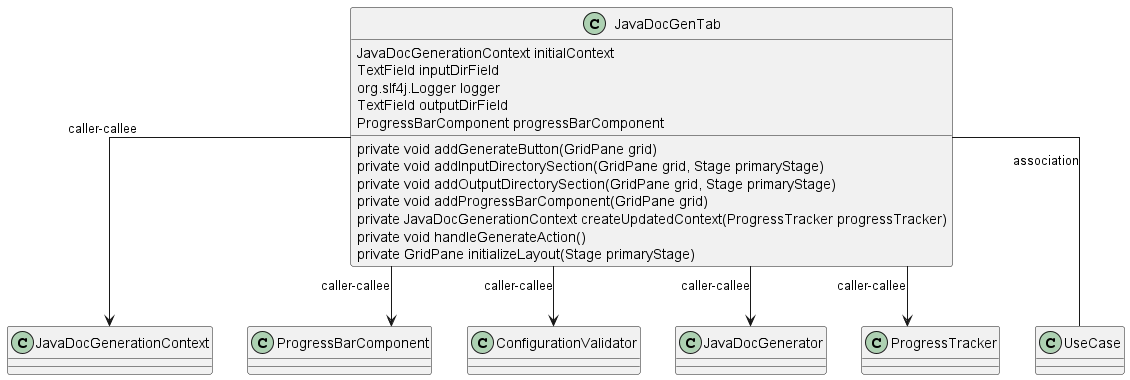 C JavaDocGenTab
JavaDocGenerationContext initialContext
TextField inputDirField
org.slf4j.Logger logger
TextField outputDirField
ProgressBarComponent progressBarComponent
private void addGenerateButton(GridPane grid)
private void addInputDirectorySection(GridPane grid, Stage primaryStage)
private void addOutputDirectorySection(GridPane grid, Stage primaryStage)
private void addProgressBarComponent(GridPane grid)
private JavaDocGenerationContext createUpdatedContext(ProgressTracker progressTracker)
private void handleGenerateAction()
private GridPane initializeLayout(Stage primaryStage)
caller-callee
association
caller-callee
caller-callee
caller-callee
caller-callee
C JavaDocGenerationContext
C ProgressBarComponent
C ConfigurationValidator
C JavaDocGenerator
C ProgressTracker
C UseCase